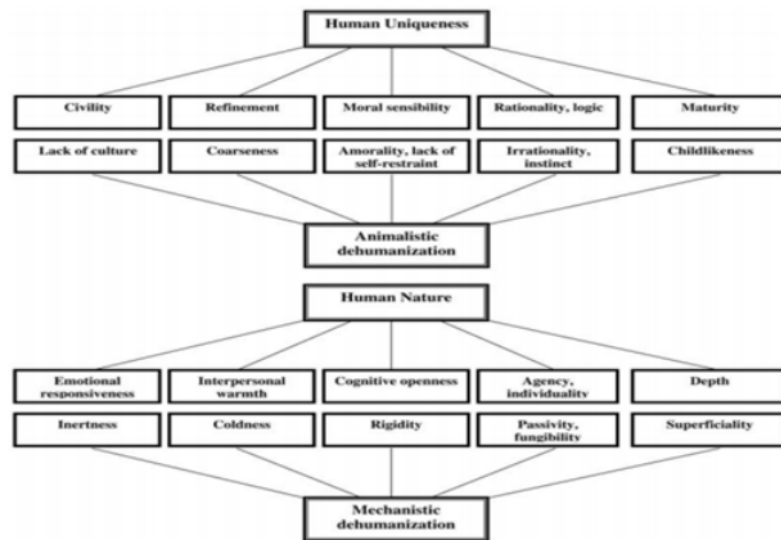 Human Uniqueness
Civility
Refinement
Moral sensibility
Rationality, logic
Maturity
Lack of culture
Coarseness
Amorality, lack of
self-restraint
Irrationality,
instinct
Childlikeness
Animalistic
dehumanization
Human Nature
Emotional
responsiveness
Interpersonal
warmth
Cognitive openness
Agency,
individuality
Depth
Inertness
Coldness
Rigidity
Passivity,
fungibility
Superficiality
Mechanistic
dehumanization